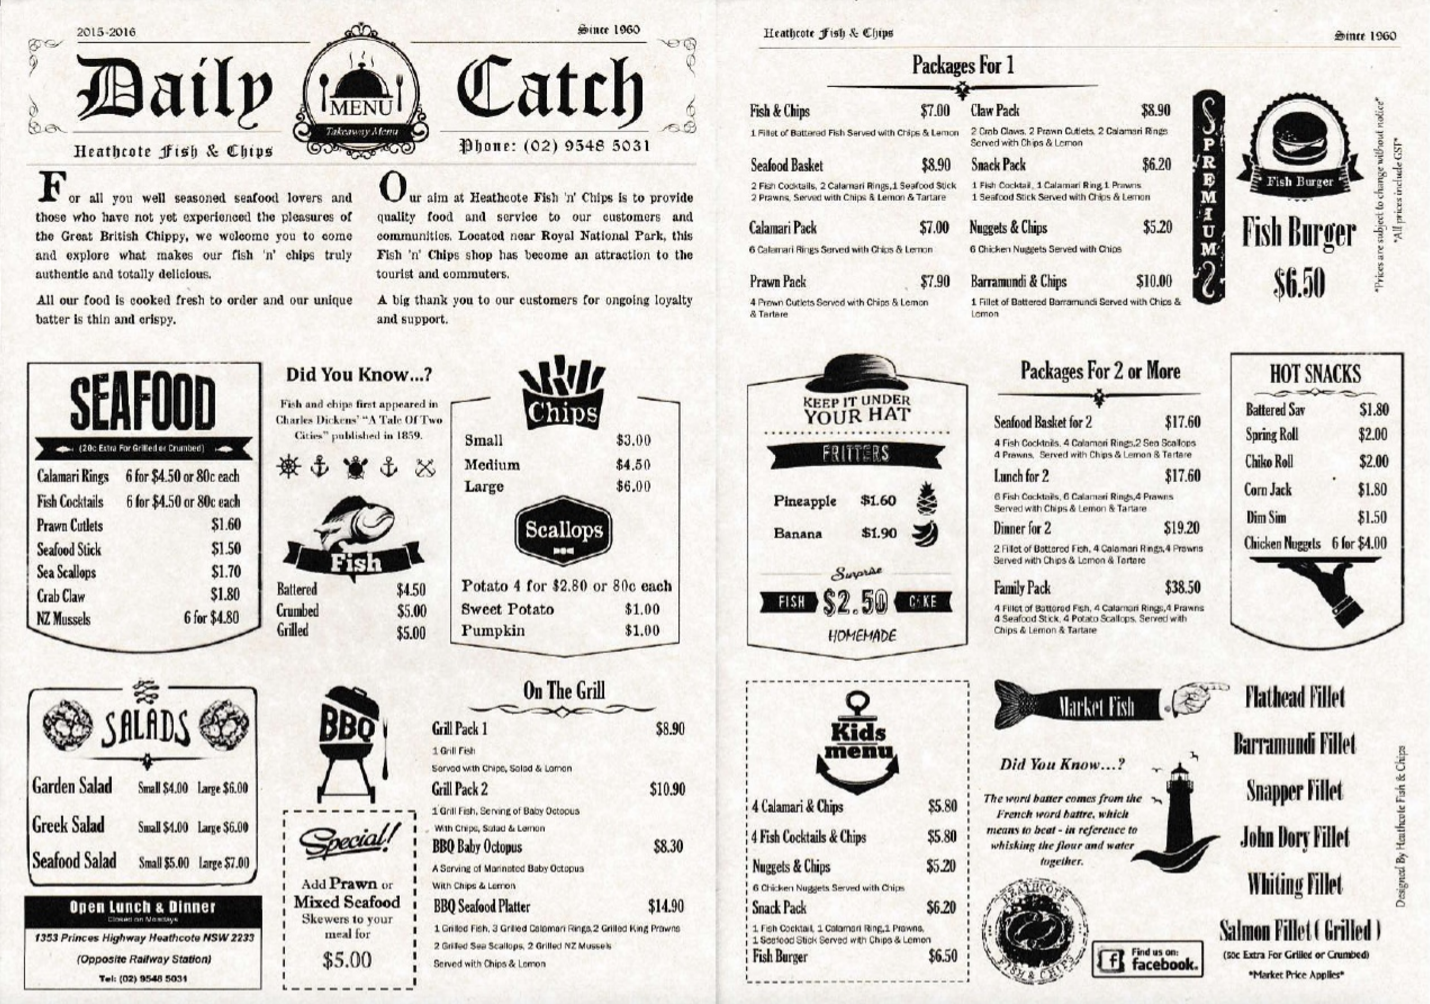 2015-2016
Since 1960
Daily Catch
MENU
Takeaway Menu
Heathcote Fish & Chips
Phone: (02) 9548 5031
For all you well seasoned seafood lovers and
those who have not yet experienced the pleasures of
the Great British Chippy, we welcome you to come
and explore what makes our fish 'n' chips truly
authentic and totally delicious.
All our food is cooked fresh to order and our unique
batter is thin and crispy.
Our aim at Heathcote Fish 'n' Chips is to provide
quality food and service to our customers and
communities. Located near Royal National Park, this
Fish 'n' Chips shop has become an attraction to the
tourist and commuters.
A big thank you to our customers for ongoing loyalty
and support.
SEAFOOD
(20c Extra For Grilled or Crumbed)
Calamari Rings 6 for $4.50 or 80c each
Fish Cocktails 6 for $4.50 or 80c each
Prawn Cutlets $1.60
Seafood Stick $1.50
Sea Scallops $1.70
Crab Claw $1.80
NZ Mussels 6 for $4.80
Did You Know...?
Fish and chips first appeared in
Charles Dickens' "A Tale Of Two
Cities" published in 1859.
Fish
Battered $4.50
Crumbed $5.00
Grilled $5.00
Chips
Small $3.00
Medium $4.50
Large $6.00
Scallops
Potato 4 for $2.80 or 80c each
Sweet Potato $1.00
Pumpkin $1.00
SALADS
Garden Salad Small $4.00 Large $6.00
Greek Salad Small $4.00 Large $6.00
Seafood Salad Small $5.00 Large $7.00
Open Lunch & Dinner
Closed on Mondays
1353 Princes Highway Heathcote NSW 2233
(Opposite Railway Station)
Tel: (02) 9548 5031
BBQ
Special!
Add Prawn or
Mixed Seafood
Skewers to your
meal for
$5.00
On The Grill
Grill Pack 1 $8.90
1 Grill Fish
Served with Chips, Salad & Lemon
Grill Pack 2 $10.90
1 Grill Fish, Serving of Baby Octopus
With Chips, Salad & Lemon
BBQ Baby Octopus $8.30
A Serving of Marinated Baby Octopus
With Chips & Lemon
BBQ Seafood Platter $14.90
1 Grilled Fish, 3 Grilled Calamari Rings,2 Grilled King Prawns
2 Grilled Sea Scallops, 2 Grilled NZ Mussels
Served with Chips & Lemon
Heathcote Fish & Chips
Since 1960
Packages For 1
Fish & Chips $7.00
1 Fillet of Battered Fish Served with Chips & Lemon
Seafood Basket $8.90
2 Fish Cocktails, 2 Calamari Rings,1 Seafood Stick
2 Prawns, Served with Chips & Lemon & Tartare
Calamari Pack $7.00
6 Calamari Rings Served with Chips & Lemon
Prawn Pack $7.90
4 Prawn Cutlets Served with Chips & Lemon
& Tartare
Claw Pack $8.90
2 Crab Claws, 2 Prawn Cutlets, 2 Calamari Rings
Served with Chips & Lemon
Snack Pack $6.20
1 Fish Cocktail, 1 Calamari Ring,1 Prawns
1 Seafood Stick Served with Chips & Lemon
Nuggets & Chips $5.20
6 Chicken Nuggets Served with Chips
Barramundi & Chips $10.00
1 Fillet of Battered Barramundi Served with Chips &
Lemon
PREMIUM
Fish Burger
Fish Burger
$6.50
*Prices are subject to change without notice*
*All prices include GST*
KEEP IT UNDER
YOUR HAT
FRITTERS
Pineapple $1.60
Banana $1.90
Surprise
FISH $2.50 CAKE
HOMEMADE
Packages For 2 or More
Seafood Basket for 2 $17.60
4 Fish Cocktails, 4 Calamari Rings,2 Sea Scallops
4 Prawns, Served with Chips & Lemon & Tartare
Lunch for 2 $17.60
6 Fish Cocktails, 6 Calamari Rings,4 Prawns
Served with Chips & Lemon & Tartare
Dinner for 2 $19.20
2 Fillet of Battered Fish, 4 Calamari Rings,4 Prawns
Served with Chips & Lemon & Tartare
Family Pack $38.50
4 Fillet of Battered Fish, 4 Calamari Rings,4 Prawns
4 Seafood Stick, 4 Potato Scallops, Served with
Chips & Lemon & Tartare
HOT SNACKS
Battered Sav $1.80
Spring Roll $2.00
Chiko Roll $2.00
Corn Jack $1.80
Dim Sim $1.50
Chicken Nuggets 6 for $4.00
Kids
menu
4 Calamari & Chips $5.80
4 Fish Cocktails & Chips $5.80
Nuggets & Chips $5.20
6 Chicken Nuggets Served with Chips
Snack Pack $6.20
1 Fish Cocktail, 1 Calamari Ring,1 Prawns,
1 Seafood Stick Served with Chips & Lemon
Fish Burger $6.50
Market Fish
Did You Know...?
The word batter comes from the
French word battre, which
means to beat - in reference to
whisking the flour and water
together.
HEATHCOTE
FISH & CHIPS
Find us on:
facebook.
Flathead Fillet
Barramundi Fillet
Snapper Fillet
John Dory Fillet
Whiting Fillet
Salmon Fillet ( Grilled )
(50c Extra For Grilled or Crumbed)
*Market Price Applies*
Designed By Heathcote Fish & Chips